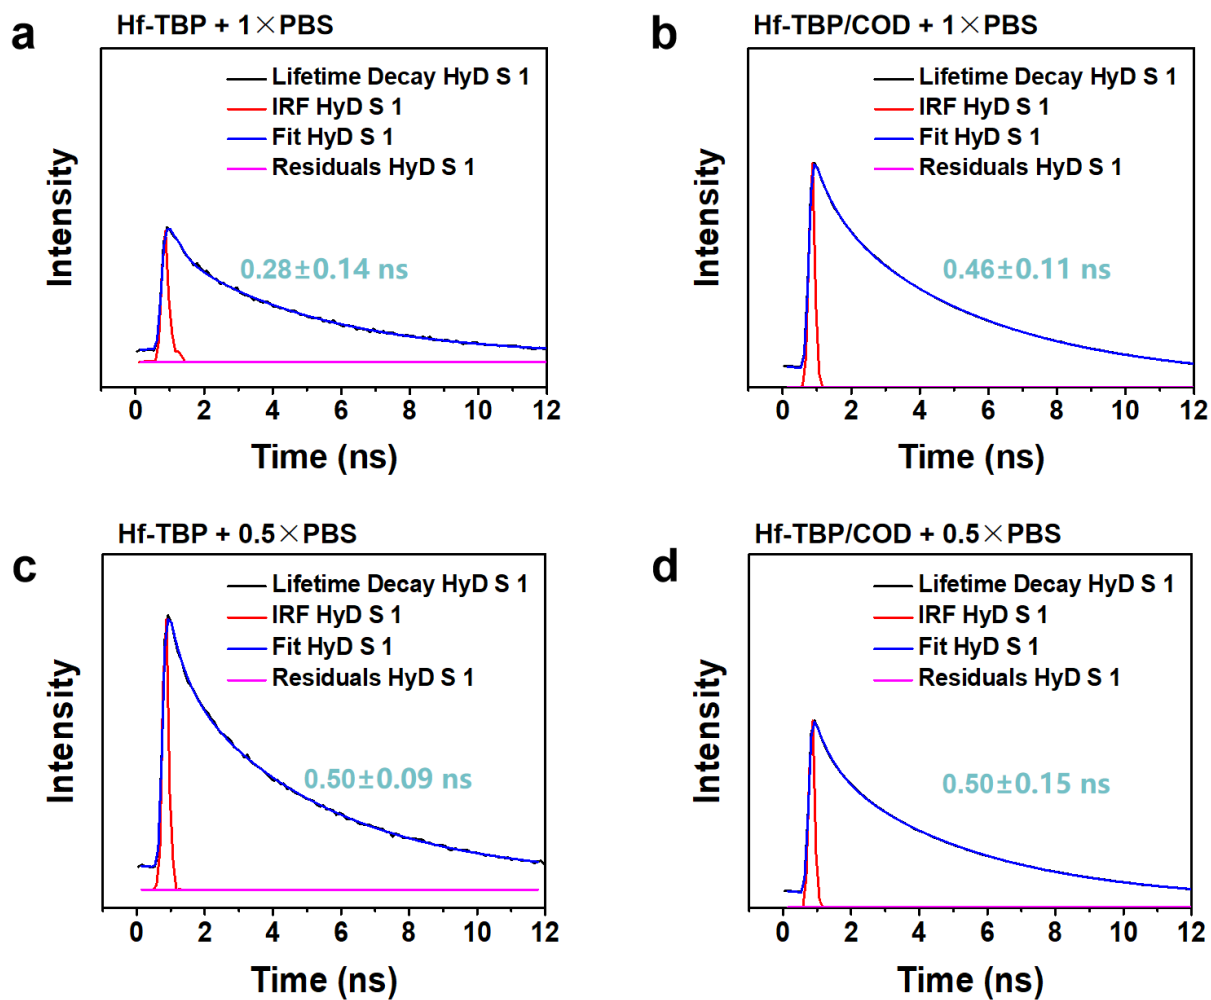 a
Hf-TBP + 1×PBS
Lifetime Decay HyD S 1
IRF HyD S 1
Fit HyD S 1
Residuals HyD S 1
0.28±0.14 ns
Intensity
0 2 4 6 8 10 12
Time (ns)
b
Hf-TBP/COD + 1×PBS
Lifetime Decay HyD S 1
IRF HyD S 1
Fit HyD S 1
Residuals HyD S 1
0.46±0.11 ns
Intensity
0 2 4 6 8 10 12
Time (ns)
c
Hf-TBP + 0.5×PBS
Lifetime Decay HyD S 1
IRF HyD S 1
Fit HyD S 1
Residuals HyD S 1
0.50±0.09 ns
Intensity
0 2 4 6 8 10 12
Time (ns)
d
Hf-TBP/COD + 0.5×PBS
Lifetime Decay HyD S 1
IRF HyD S 1
Fit HyD S 1
Residuals HyD S 1
0.50±0.15 ns
Intensity
0 2 4 6 8 10 12
Time (ns)